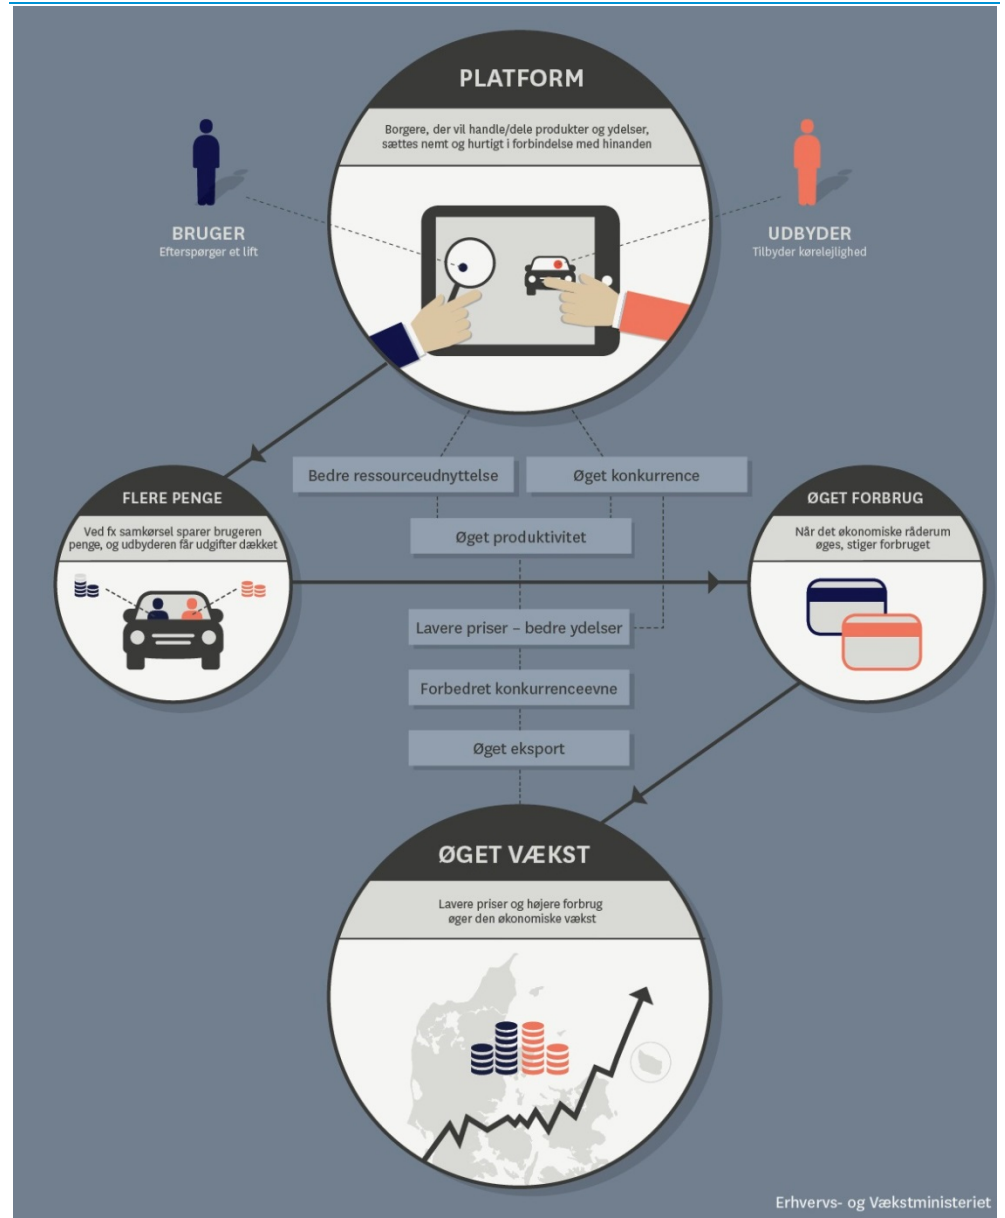 PLATFORM
Borgere, der vil handle/dele produkter og ydelser,
sættes nemt og hurtigt i forbindelse med hinanden
BRUGER
Efterspørger et lift
UDBYDER
Tilbyder kørelejlighed
Bedre ressourceudnyttelse
Øget konkurrence
FLERE PENGE
Ved fx samkørsel sparer brugeren
penge, og udbyderen får udgifter dækket
Øget produktivitet
ØGET FORBRUG
Når det økonomiske råderum
øges, stiger forbruget
Lavere priser – bedre ydelser
Forbedret konkurrenceevne
Øget eksport
ØGET VÆKST
Lavere priser og højere forbrug
øger den økonomiske vækst
Erhvervs- og Vækstministeriet